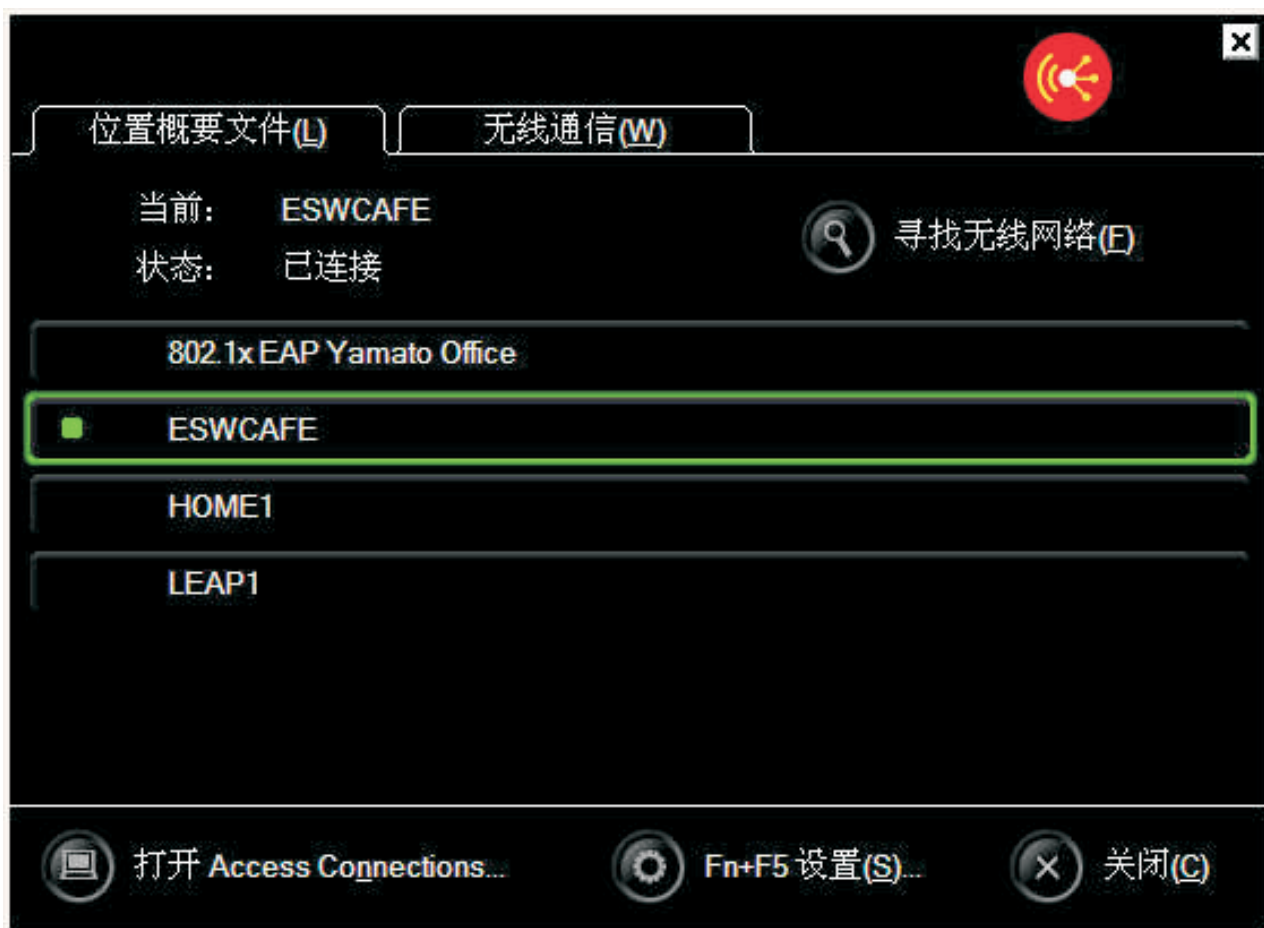 位置概要文件(L) 无线通信(W)
当前: ESWCAFE
寻找无线网络(F)
状态: 已连接
802.1x EAP Yamato Office
ESWCAFE
HOME1
LEAP1
打开 Access Connections... Fn+F5 设置(S)... 关闭(C)